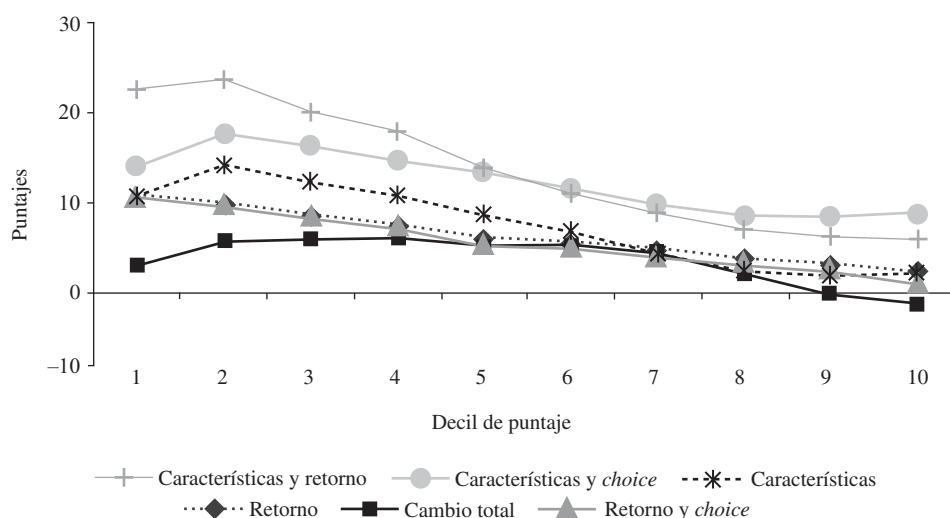 30
20
10
0
–10
Puntajes
1 2 3 4 5 6 7 8 9 10
Decil de puntaje
Características y retorno Características y choice Características
Retorno Cambio total Retorno y choice